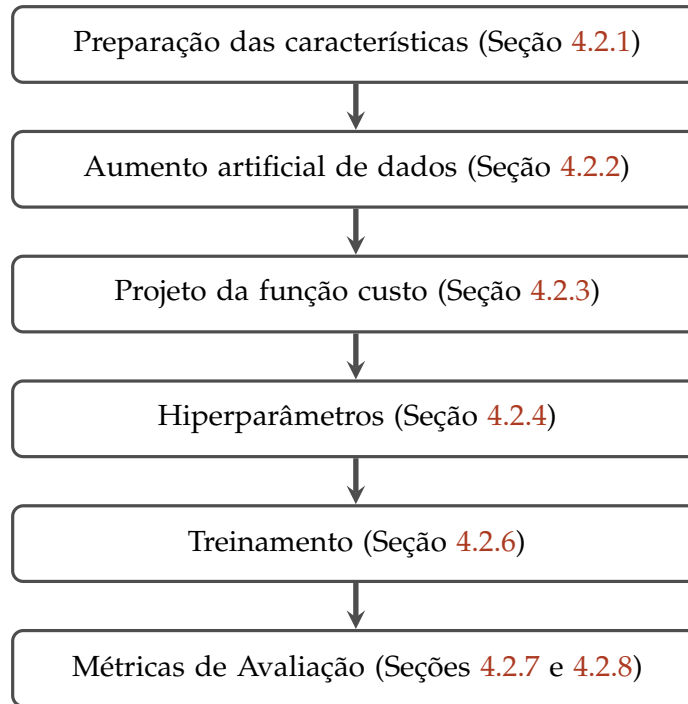 Preparação das características (Seção 4.2.1)
Aumento artificial de dados (Seção 4.2.2)
Projeto da função custo (Seção 4.2.3)
Hiperparâmetros (Seção 4.2.4)
Treinamento (Seção 4.2.6)
Métricas de Avaliação (Seções 4.2.7 e 4.2.8)